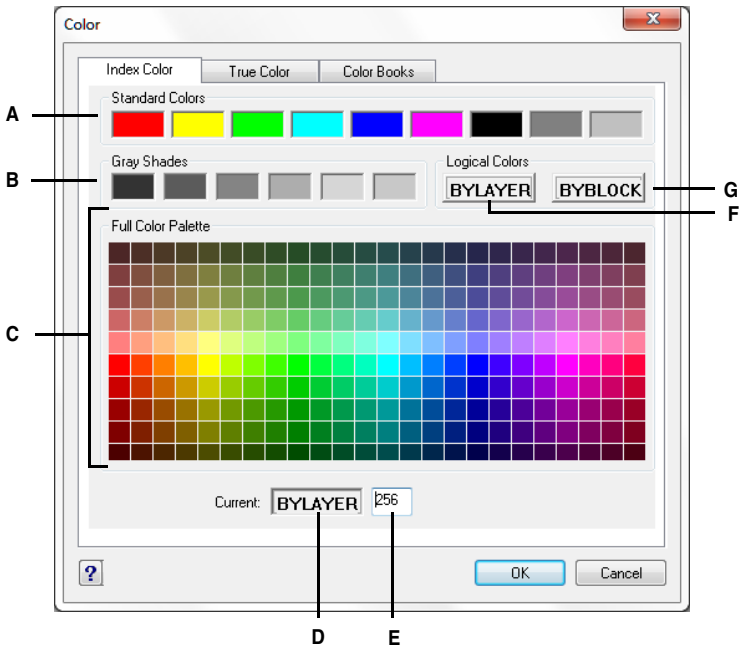 Color
Index Color
True Color
Color Books
A
Standard Colors
B
Gray Shades
Logical Colors
BYLAYER
BYBLOCK
G
F
Full Color Palette
C
Current:
BYLAYER
256
?
OK
Cancel
D
E